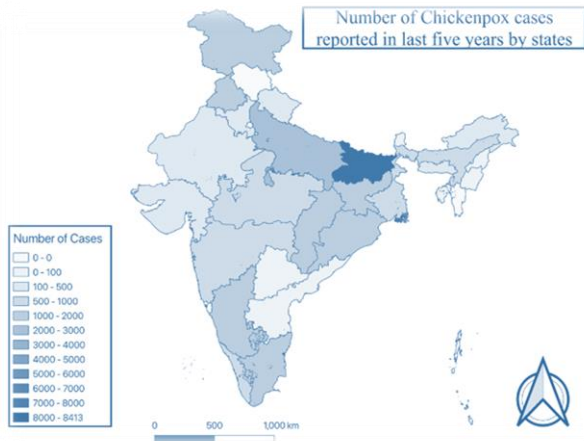 Number of Chickenpox cases
reported in last five years by states
Number of Cases
0 - 0
0 - 100
100 - 500
500 - 1000
1000 - 2000
2000 - 3000
3000 - 4000
4000 - 5000
5000 - 6000
6000 - 7000
7000 - 8000
8000 - 8413
0 500 1,000 km